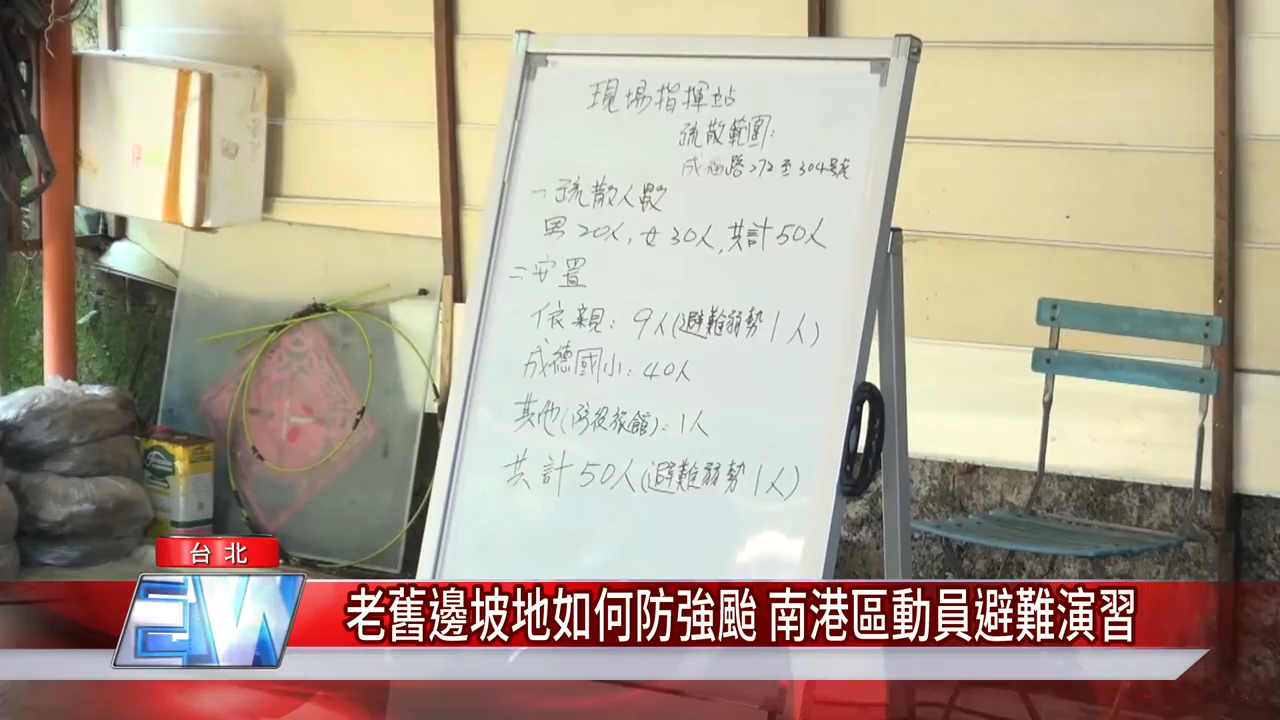 現場指揮站
疏散範圍:
成福路272至304號
一疏散人數
男20人,女30人,共計50人
二安置
依親:9人(避難弱勢1人)
成德國小:40人
其他(防疫旅館):1人
共計50人(避難弱勢1人)
台北
EW
老舊邊坡地如何防強颱 南港區動員避難演習